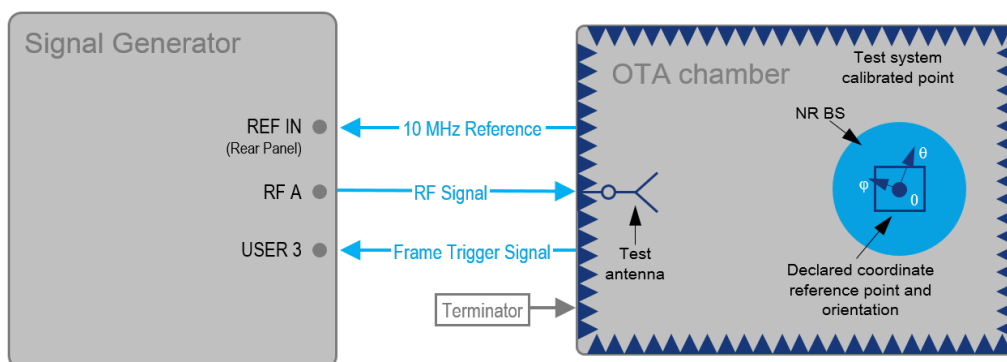 Signal Generator
REF IN
(Rear Panel)
RF A
USER 3
10 MHz Reference
RF Signal
Frame Trigger Signal
Terminator
OTA chamber
Test system
calibrated point
NR BS
θ
φ
0
Test
antenna
Declared coordinate
reference point and
orientation